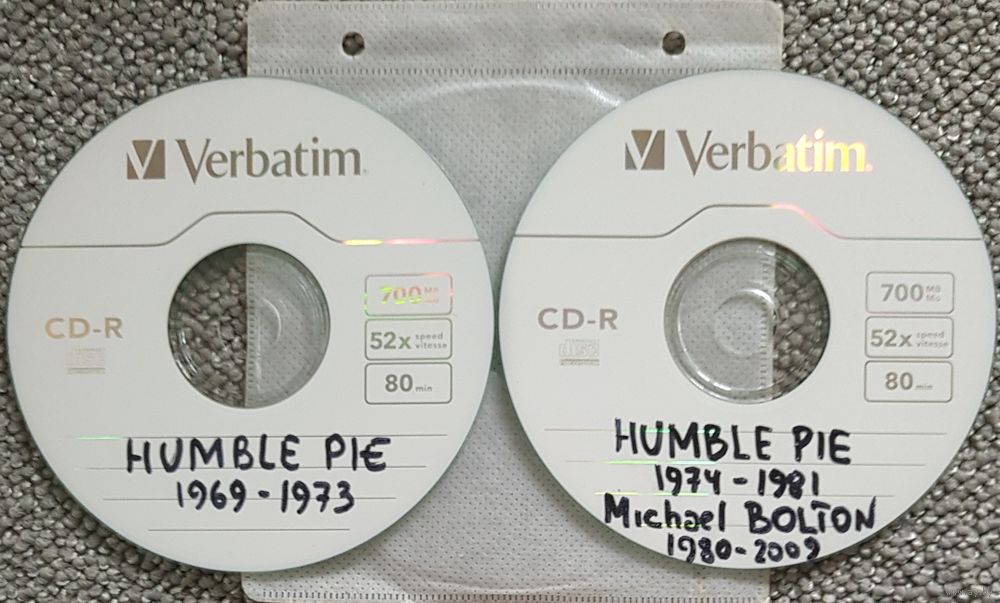 Verbatim
700 MB Mo
CD-R
52x speed vitesse
80 min
HUMBLE PIE
1969-1973
Verbatim
700 MB Mo
CD-R
52x speed vitesse
80 min
HUMBLE PIE
1974-1981
Michael BOLTON
1980-2009